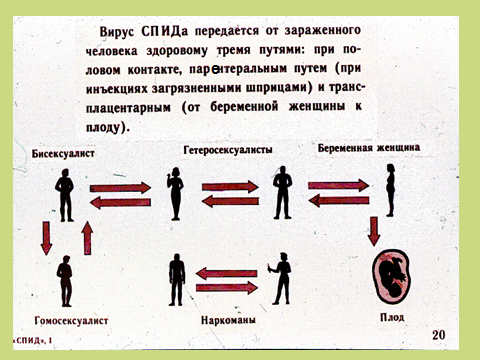 Вирус СПИДа передается от зараженного
человека здоровому тремя путями: при по-
ловом контакте, парентеральным путем (при
инъекциях загрязненными шприцами) и транс-
плацентарным (от беременной женщины к
плоду).
Бисексуалист
Гетеросексуалисты
Беременная женщина
Гомосексуалист
Наркоманы
Плод
«СПИД», 1
20